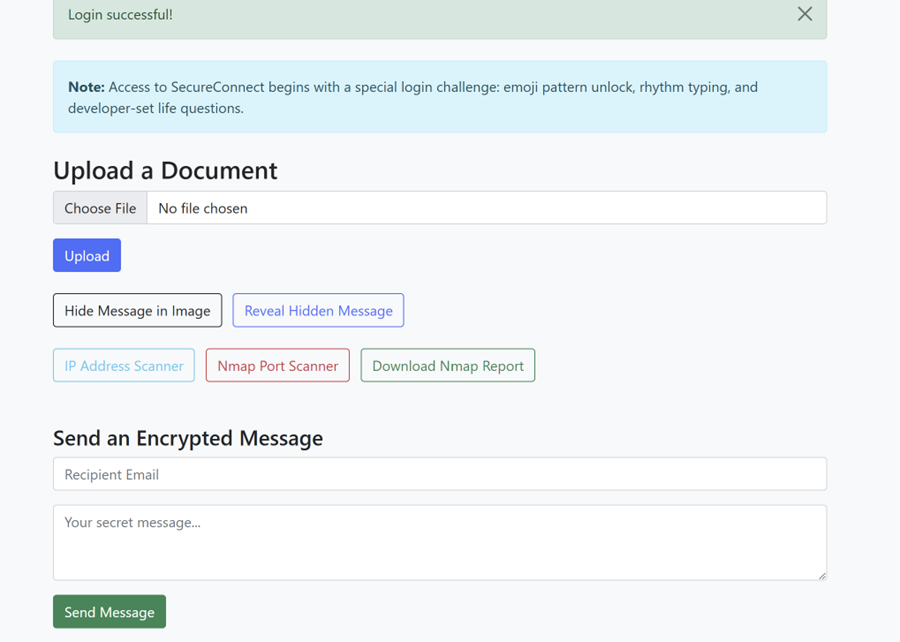 Login successful!
Note: Access to SecureConnect begins with a special login challenge: emoji pattern unlock, rhythm typing, and
developer-set life questions.
Upload a Document
Choose File No file chosen
Upload
Hide Message in Image Reveal Hidden Message
IP Address Scanner Nmap Port Scanner Download Nmap Report
Send an Encrypted Message
Recipient Email
Your secret message...
Send Message